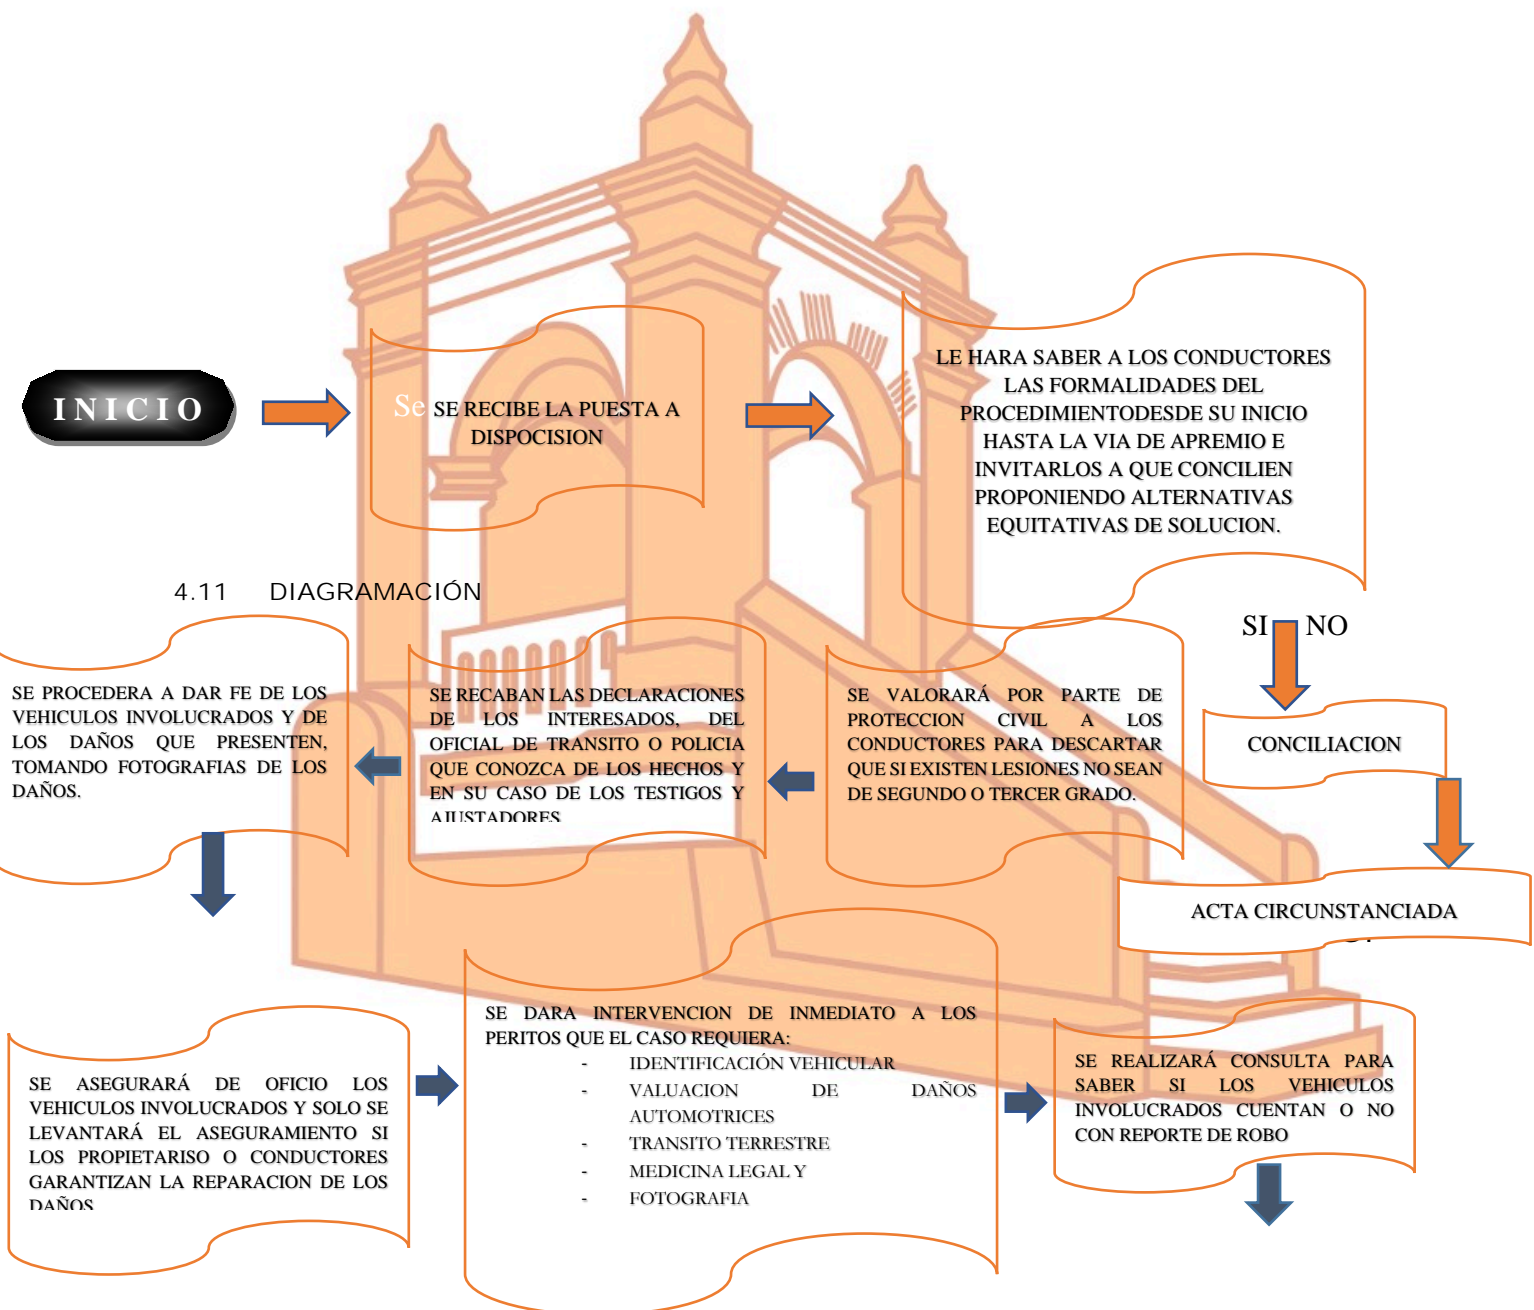 INICIO
Se SE RECIBE LA PUESTA A
DISPOCISION
LE HARA SABER A LOS CONDUCTORES
LAS FORMALIDADES DEL
PROCEDIMIENTODESDE SU INICIO
HASTA LA VIA DE APREMIO E
INVITARLOS A QUE CONCILIEN
PROPONIENDO ALTERNATIVAS
EQUITATIVAS DE SOLUCION.
4.11 DIAGRAMACIÓN
SI NO
CONCILIACION
ACTA CIRCUNSTANCIADA
SE VALORARÁ POR PARTE DE
PROTECCION CIVIL A LOS
CONDUCTORES PARA DESCARTAR
QUE SI EXISTEN LESIONES NO SEAN
DE SEGUNDO O TERCER GRADO.
SE RECABAN LAS DECLARACIONES
DE LOS INTERESADOS, DEL
OFICIAL DE TRANSITO O POLICIA
QUE CONOZCA DE LOS HECHOS Y
EN SU CASO DE LOS TESTIGOS Y
AJUSTADORES
SE PROCEDERA A DAR FE DE LOS
VEHICULOS INVOLUCRADOS Y DE
LOS DAÑOS QUE PRESENTEN,
TOMANDO FOTOGRAFIAS DE LOS
DAÑOS.
SE ASEGURARÁ DE OFICIO LOS
VEHICULOS INVOLUCRADOS Y SOLO SE
LEVANTARÁ EL ASEGURAMIENTO SI
LOS PROPIETARISO O CONDUCTORES
GARANTIZAN LA REPARACION DE LOS
DAÑOS
SE DARA INTERVENCION DE INMEDIATO A LOS
PERITOS QUE EL CASO REQUIERA:
- IDENTIFICACIÓN VEHICULAR
- VALUACION DE DAÑOS
AUTOMOTRICES
- TRANSITO TERRESTRE
- MEDICINA LEGAL Y
- FOTOGRAFIA
SE REALIZARÁ CONSULTA PARA
SABER SI LOS VEHICULOS
INVOLUCRADOS CUENTAN O NO
CON REPORTE DE ROBO